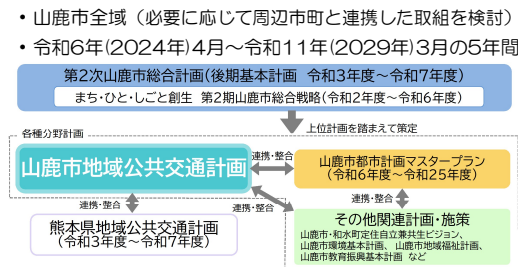 • 山鹿市全域（必要に応じて周辺市町と連携した取組を検討）
• 令和6年(2024年)4月～令和11年(2029年)3月の5年間
第2次山鹿市総合計画(後期基本計画 令和3年度～令和7年度)
まち・ひと・しごと創生 第2期山鹿市総合戦略(令和2年度～令和6年度)
上位計画を踏まえて策定
各種分野計画
山鹿市地域公共交通計画
連携・整合
山鹿市都市計画マスタープラン
(令和6年度～令和25年度)
連携・整合
連携・整合
連携・整合
熊本県地域公共交通計画
(令和3年度～令和7年度)
その他関連計画・施策
山鹿市・和水町定住自立兼共生ビジョン、
山鹿市環境基本計画、山鹿市地域福祉計画、
山鹿市教育振興基本計画 など